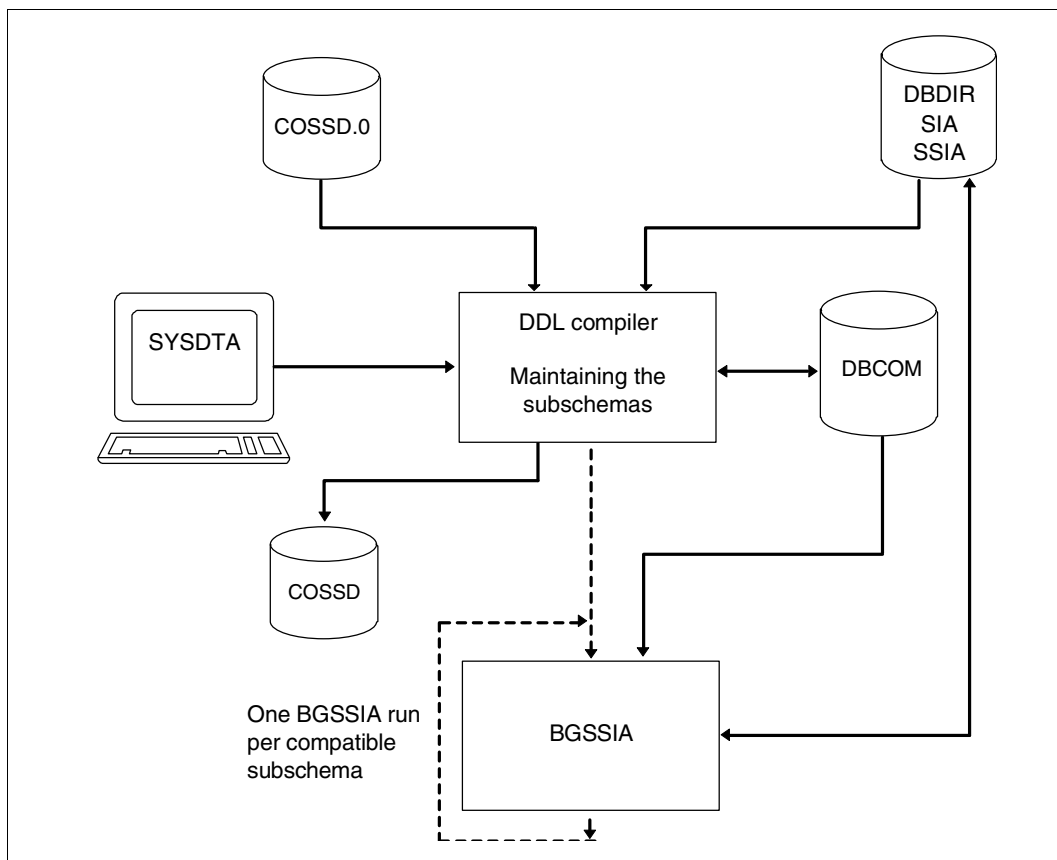 COSSD.0
DBDIR
SIA
SSIA
SYSDTA
DDL compiler
Maintaining the
subschemas
DBCOM
COSSD
One BGSSIA run
per compatible
subschema
BGSSIA